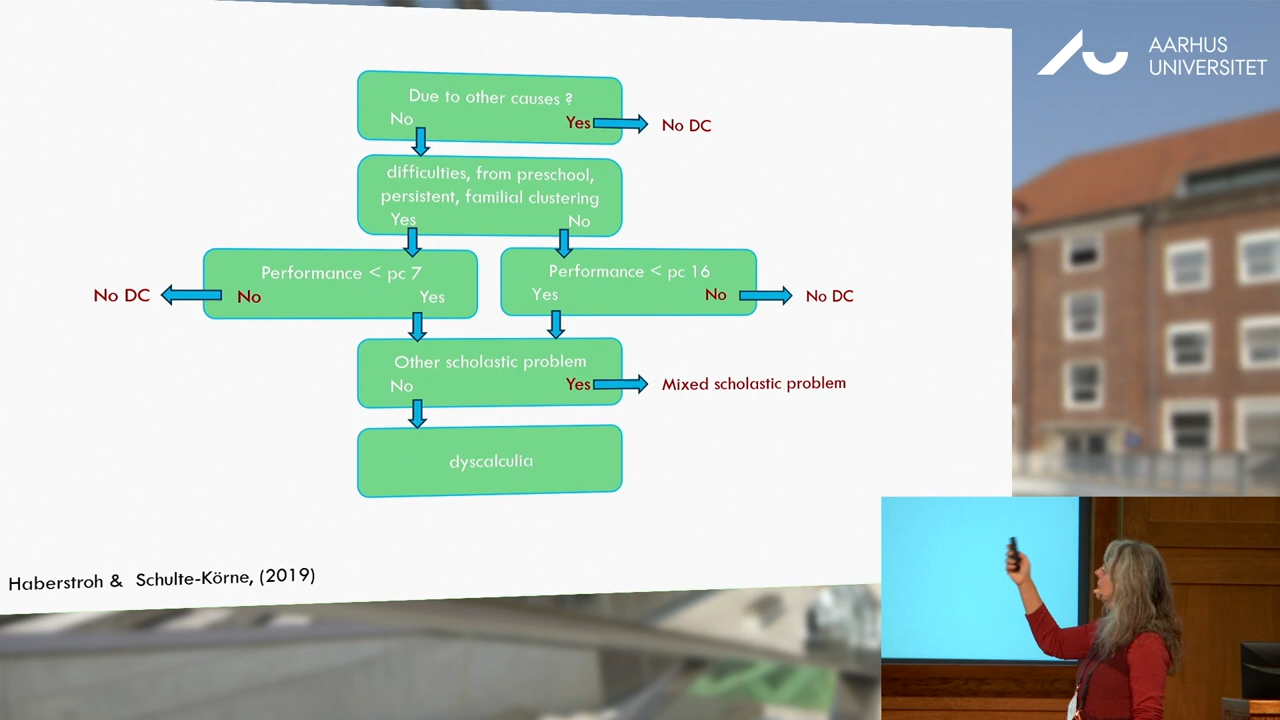 AARHUS
UNIVERSITET
Due to other causes ?
No
Yes
No DC
difficulties, from preschool,
persistent, familial clustering
Yes
No
Performance < pc 7
No DC
No
Yes
Performance < pc 16
Yes
No
No DC
Other scholastic problem
No
Yes
Mixed scholastic problem
dyscalculia
Haberstroh & Schulte-Körne, (2019)